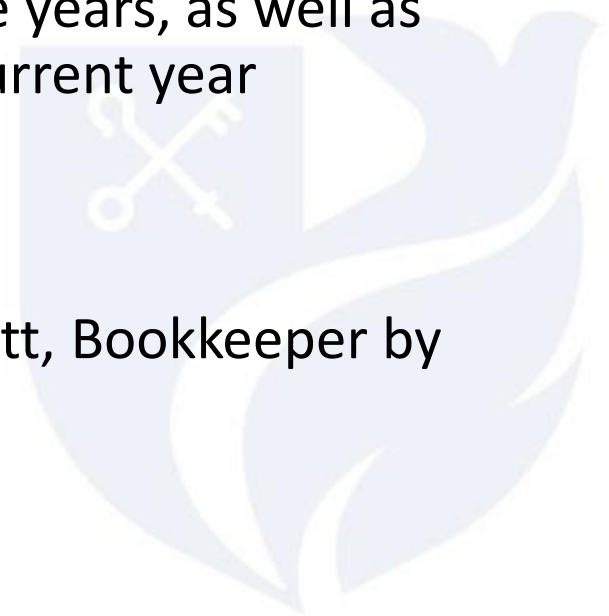 years, as well as
urrent year
tt, Bookkeeper by